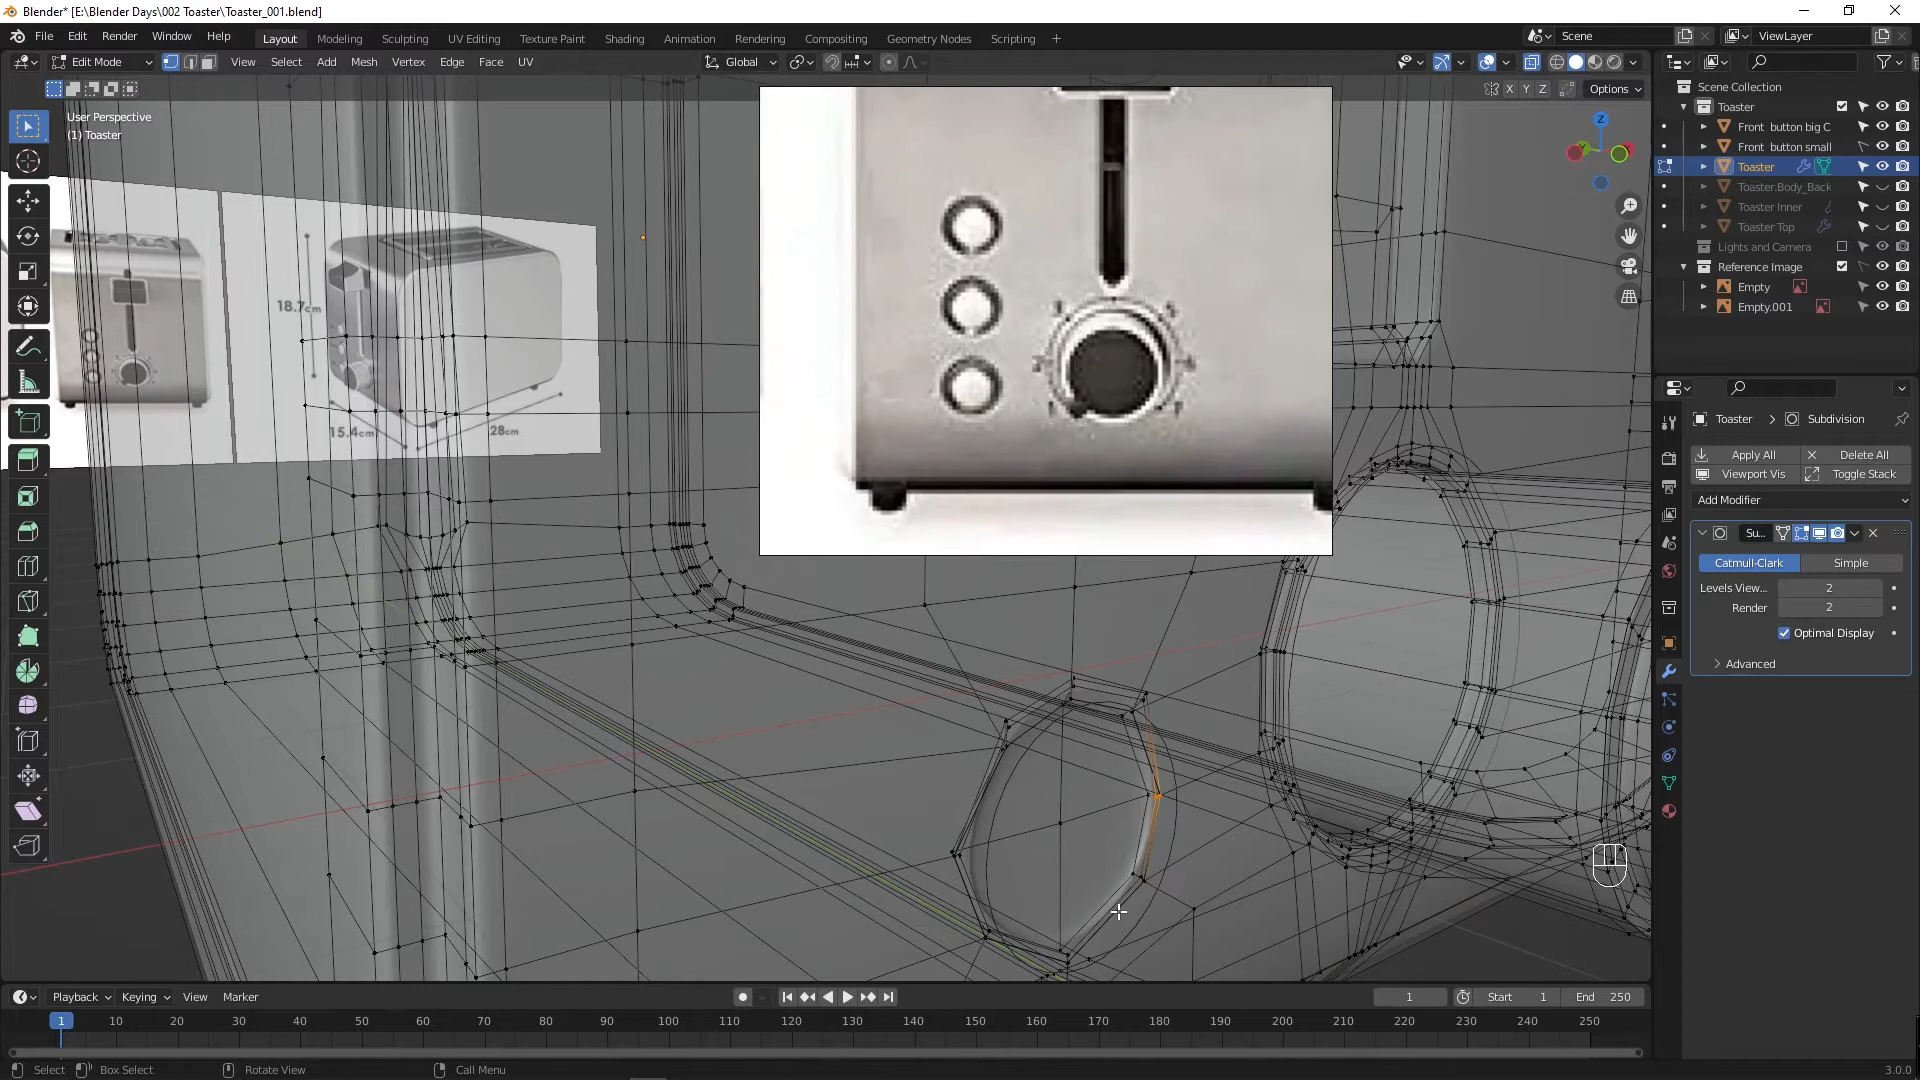 Blender* [E:\Blender Days\002 Toaster\Toaster_001.blend]
File Edit Render Window Help Layout Modeling Sculpting UV Editing Texture Paint Shading Animation Rendering Compositing Geometry Nodes Scripting + Scene ViewLayer
Edit Mode View Select Add Mesh Vertex Edge Face UV Global
X Y Z Options
User Perspective
(1) Toaster
Z
18.7cm
15.4cm
28cm
Scene Collection
Toaster
Front button big C
Front button small
Toaster
Toaster.Body_Back
Toaster Inner
Toaster Top
Lights and Camera
Reference Image
Empty
Empty.001
Toaster > Subdivision
Apply All Delete All
Viewport Vis Toggle Stack
Add Modifier
Su...
Catmull-Clark Simple
Levels View... 2
Render 2
Optimal Display
Advanced
Playback Keying View Marker 1 Start 1 End 250
1 10 20 30 40 50 60 70 80 90 100 110 120 130 140 150 160 170 180 190 200 210 220 230 240 250
Select Box Select Rotate View Call Menu 3.0.0